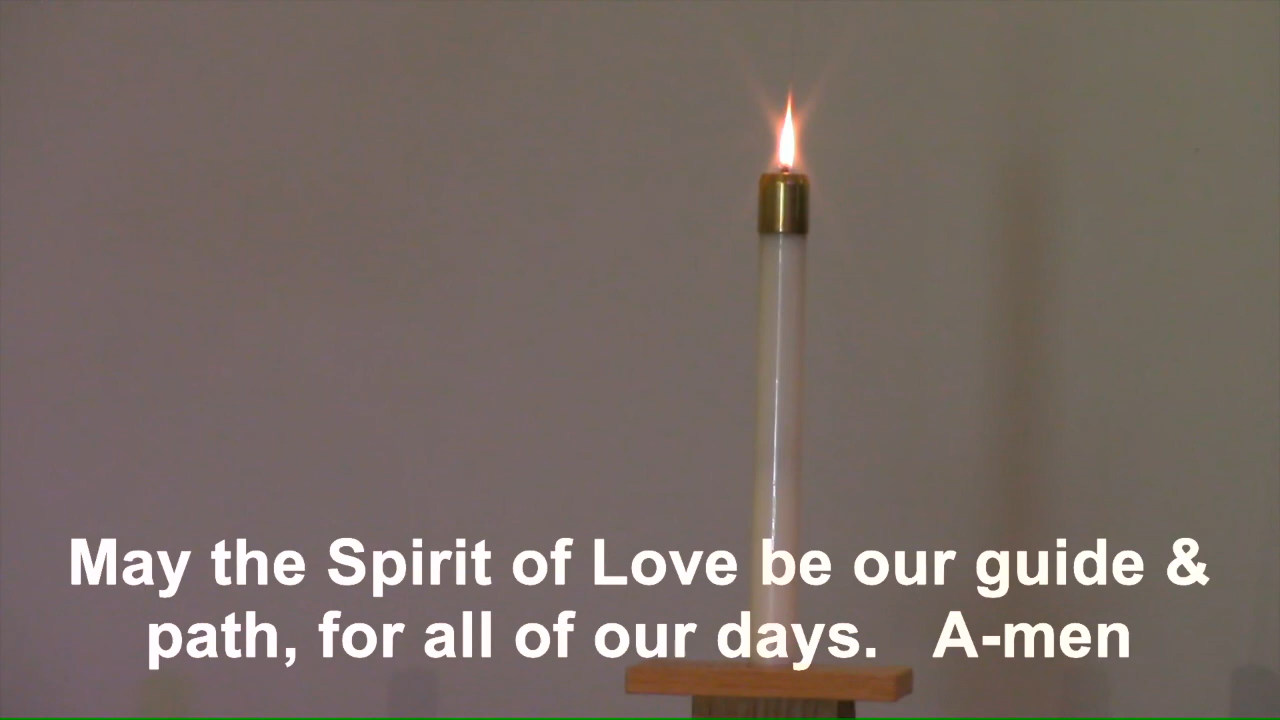 May the Spirit of Love be our guide &
path, for all of our days. A-men